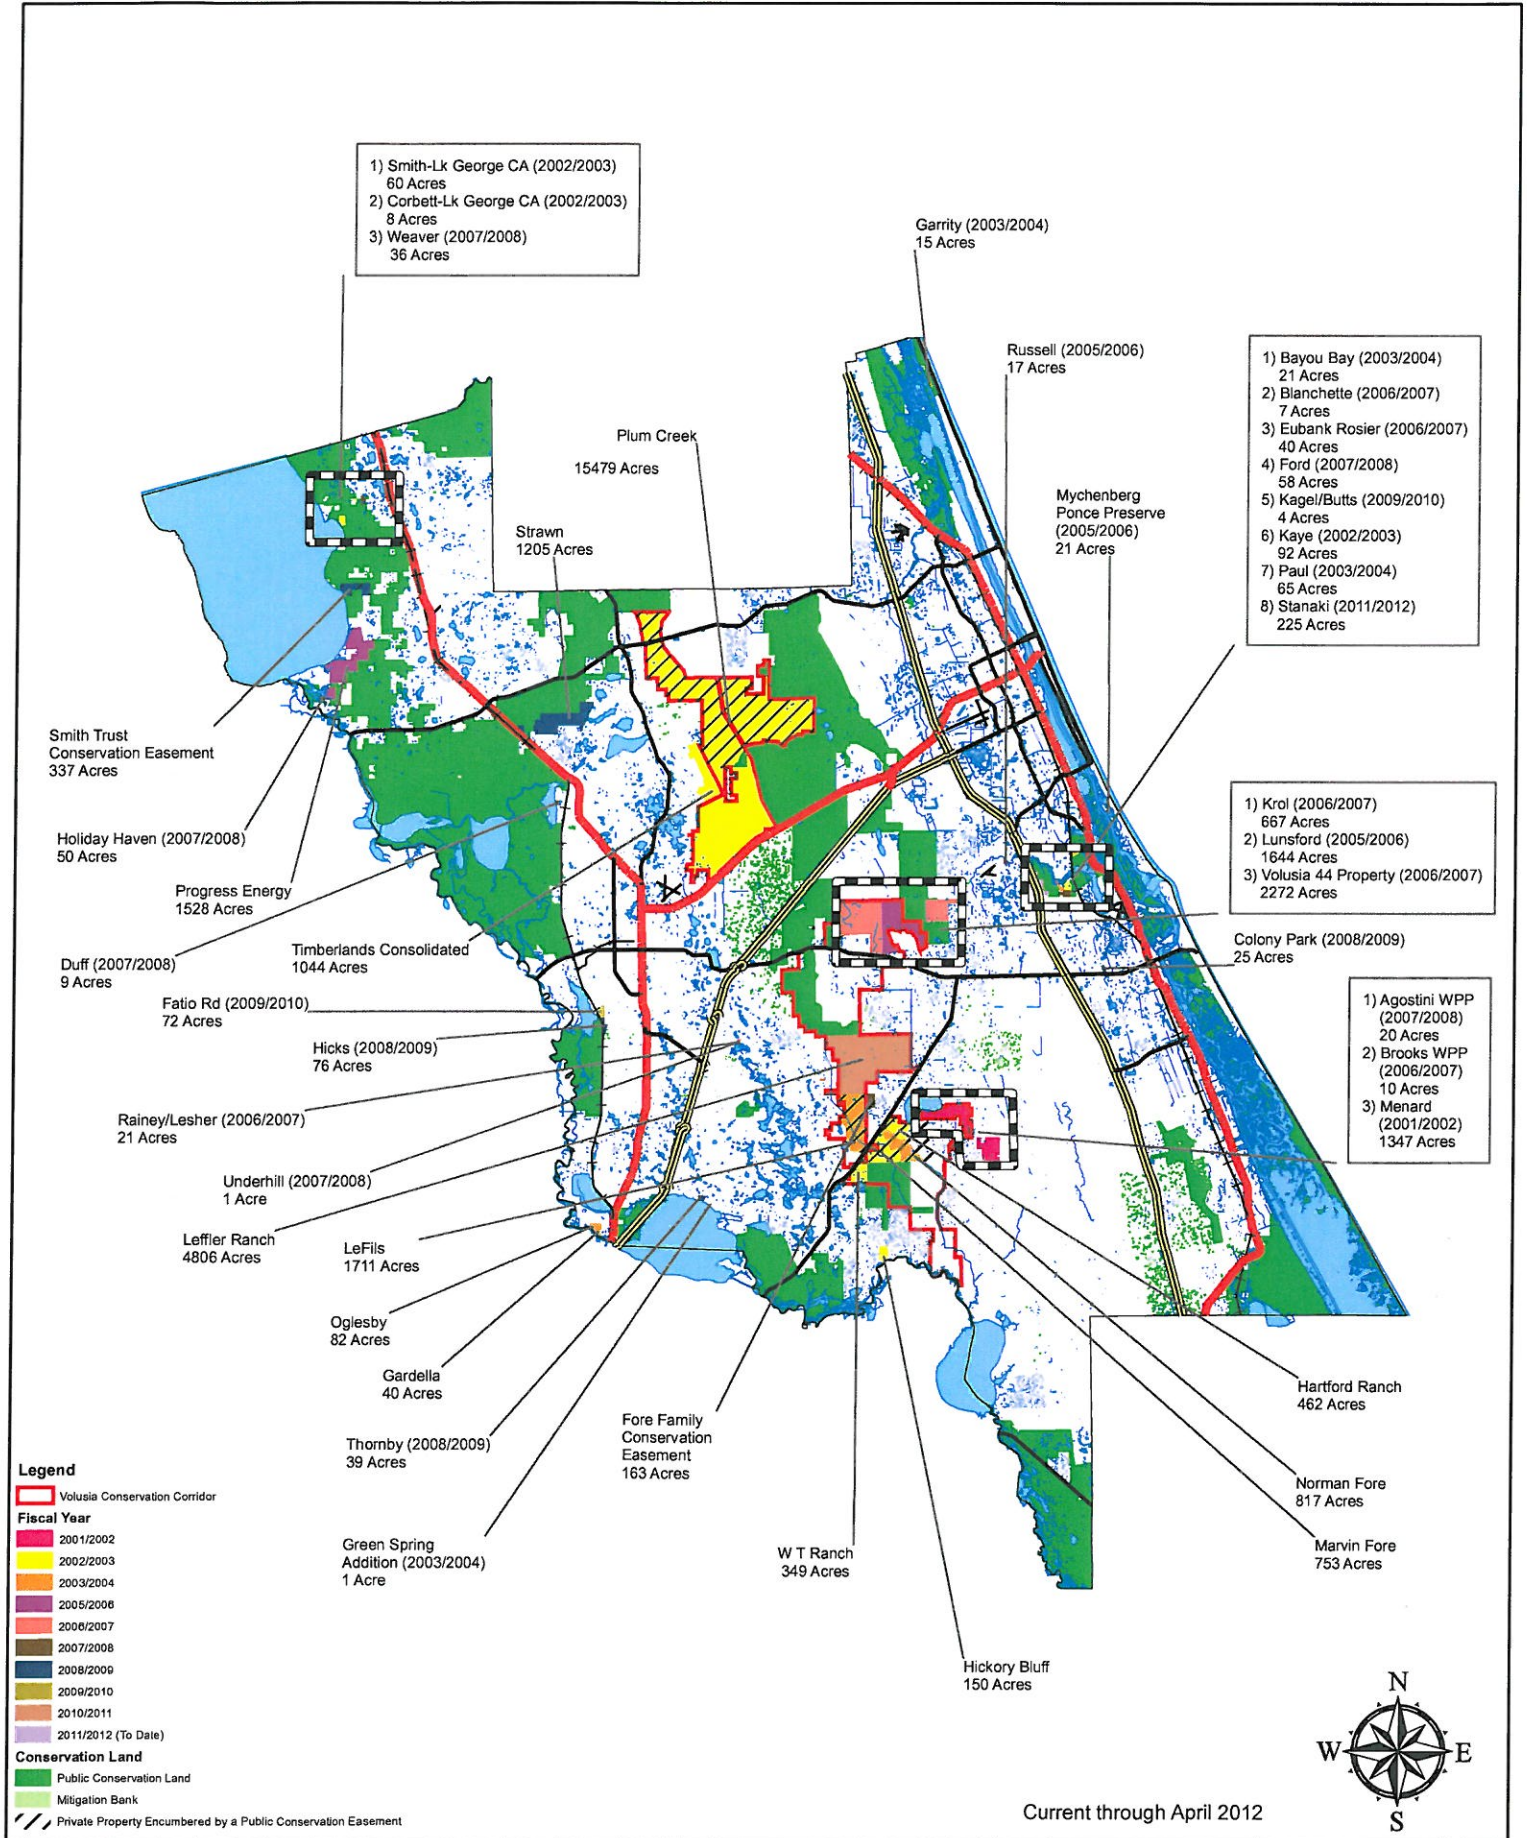 1) Smith-Lk George CA (2002/2003)
60 Acres
2) Corbett-Lk George CA (2002/2003)
8 Acres
3) Weaver (2007/2008)
36 Acres
Garrity (2003/2004)
15 Acres
Russell (2005/2006)
17 Acres
1) Bayou Bay (2003/2004)
21 Acres
2) Blanchette (2006/2007)
7 Acres
3) Eubank Rosier (2006/2007)
40 Acres
4) Ford (2007/2008)
58 Acres
5) Kagel/Butts (2009/2010)
4 Acres
6) Kaye (2002/2003)
92 Acres
7) Paul (2003/2004)
65 Acres
8) Stanaki (2011/2012)
225 Acres
Plum Creek
15479 Acres
Strawn
1205 Acres
Mychenberg
Ponce Preserve
(2005/2006)
21 Acres
Smith Trust
Conservation Easement
337 Acres
Holiday Haven (2007/2008)
50 Acres
Progress Energy
1528 Acres
Duff (2007/2008)
9 Acres
Timberlands Consolidated
1044 Acres
Fatio Rd (2009/2010)
72 Acres
Hicks (2008/2009)
76 Acres
Rainey/Lesher (2006/2007)
21 Acres
Underhill (2007/2008)
1 Acre
Leffler Ranch
4806 Acres
LeFils
1711 Acres
Oglesby
82 Acres
Gardella
40 Acres
Thornby (2008/2009)
39 Acres
Green Spring
Addition (2003/2004)
1 Acre
Fore Family
Conservation
Easement
163 Acres
W T Ranch
349 Acres
Hickory Bluff
150 Acres
1) Krol (2006/2007)
667 Acres
2) Lunsford (2005/2006)
1644 Acres
3) Volusia 44 Property (2006/2007)
2272 Acres
Colony Park (2008/2009)
25 Acres
1) Agostini WPP
(2007/2008)
20 Acres
2) Brooks WPP
(2006/2007)
10 Acres
3) Menard
(2001/2002)
1347 Acres
Hartford Ranch
462 Acres
Norman Fore
817 Acres
Marvin Fore
753 Acres
Legend
Volusia Conservation Corridor
Fiscal Year
2001/2002
2002/2003
2003/2004
2005/2006
2006/2007
2007/2008
2008/2009
2009/2010
2010/2011
2011/2012 (To Date)
Conservation Land
Public Conservation Land
Mitigation Bank
Private Property Encumbered by a Public Conservation Easement
N
W E
S
Current through April 2012